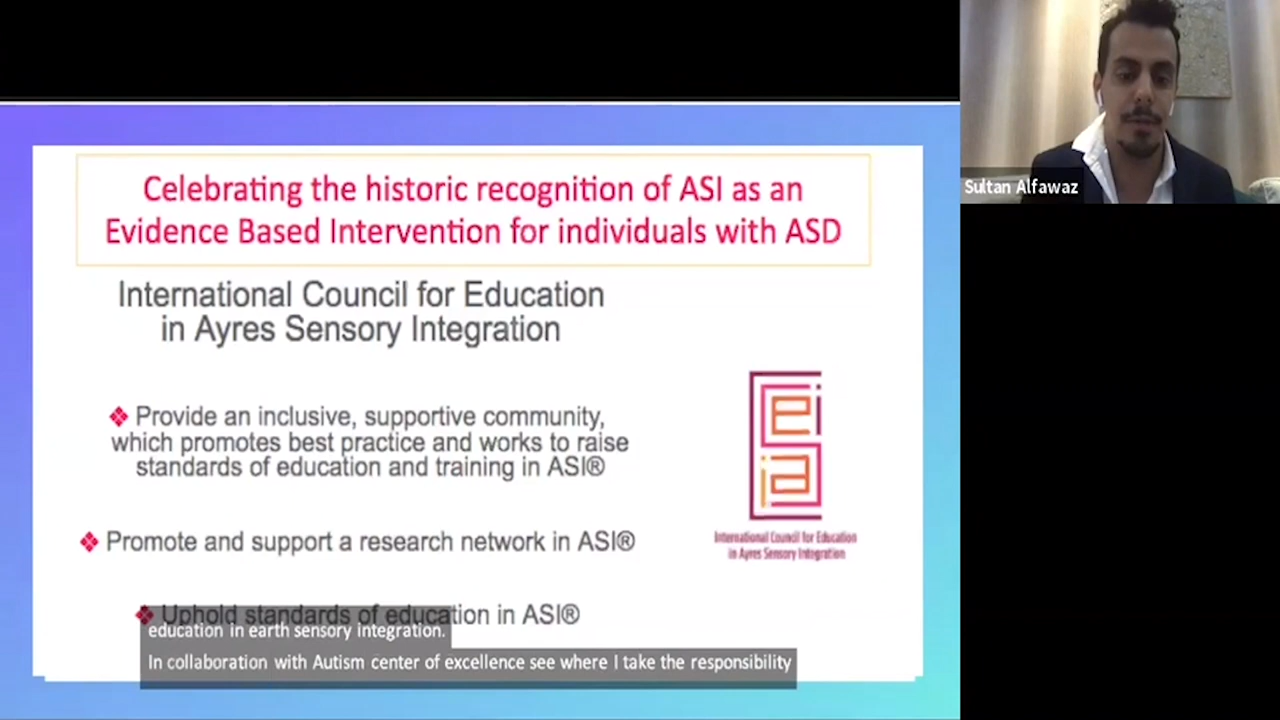 Celebrating the historic recognition of ASI as an
Evidence Based Intervention for individuals with ASD
International Council for Education
in Ayres Sensory Integration
❖ Provide an inclusive, supportive community,
which promotes best practice and works to raise
standards of education and training in ASI®
❖ Promote and support a research network in ASI®
❖ Uphold standards of education in ASI®
education in earth sensory integration.
In collaboration with Autism center of excellence see where I take the responsibility
International Council for Education
in Ayres Sensory Integration
Sultan Alfawaz